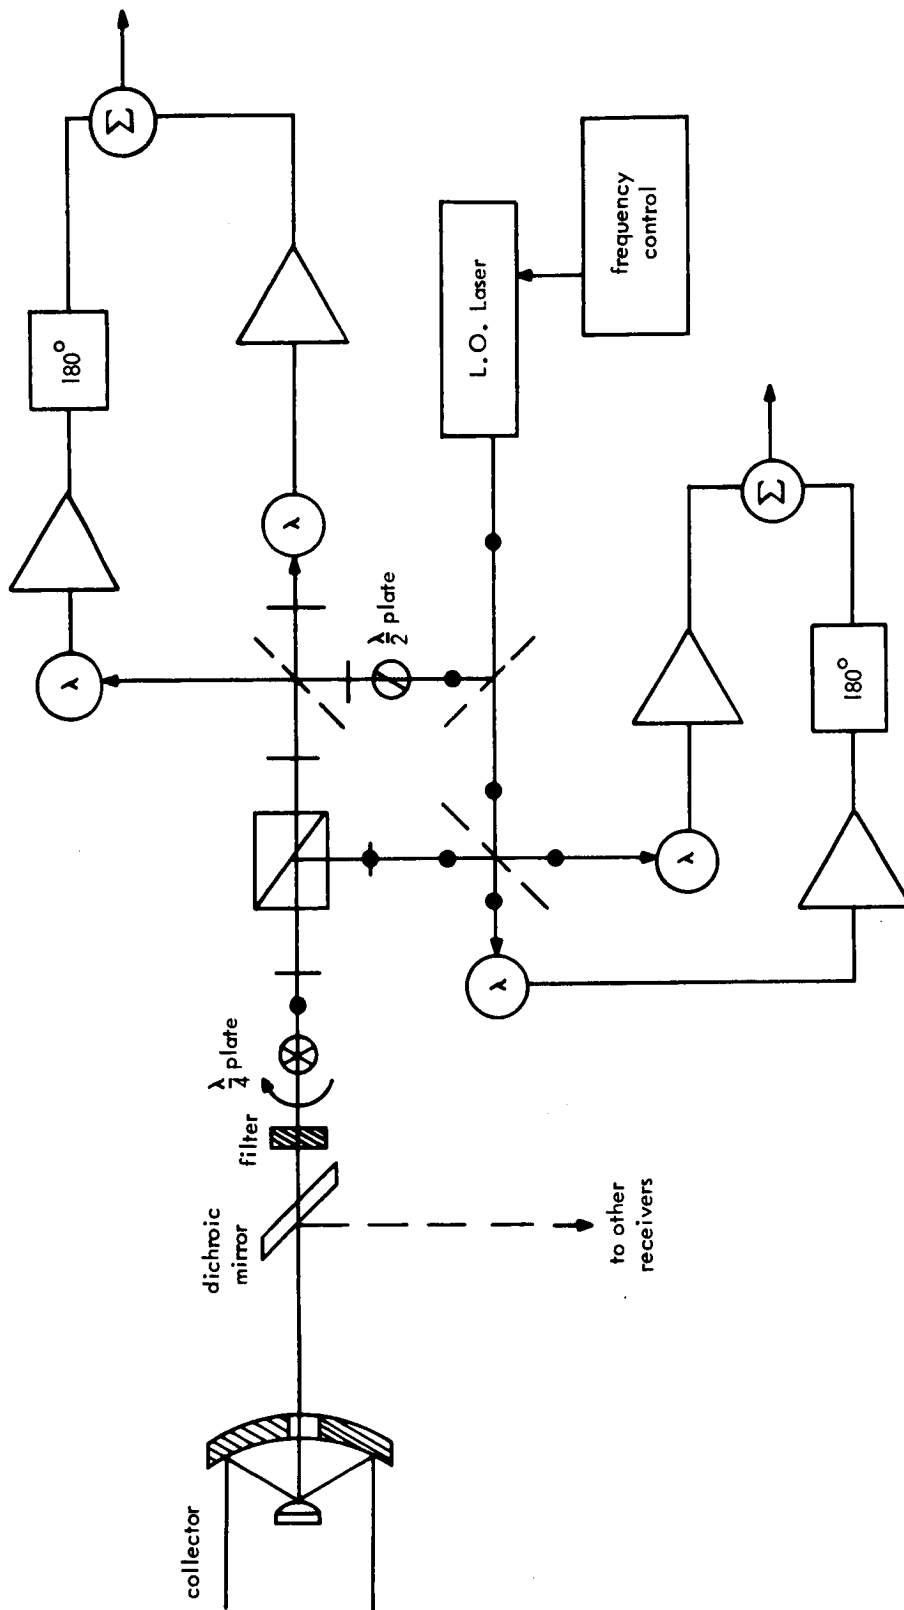 collector
dichroic
mirror
to other
receivers
filter
λ/4 plate
λ/2 plate
λ
λ
λ
λ
180°
180°
Σ
Σ
L.O. Laser
frequency
control